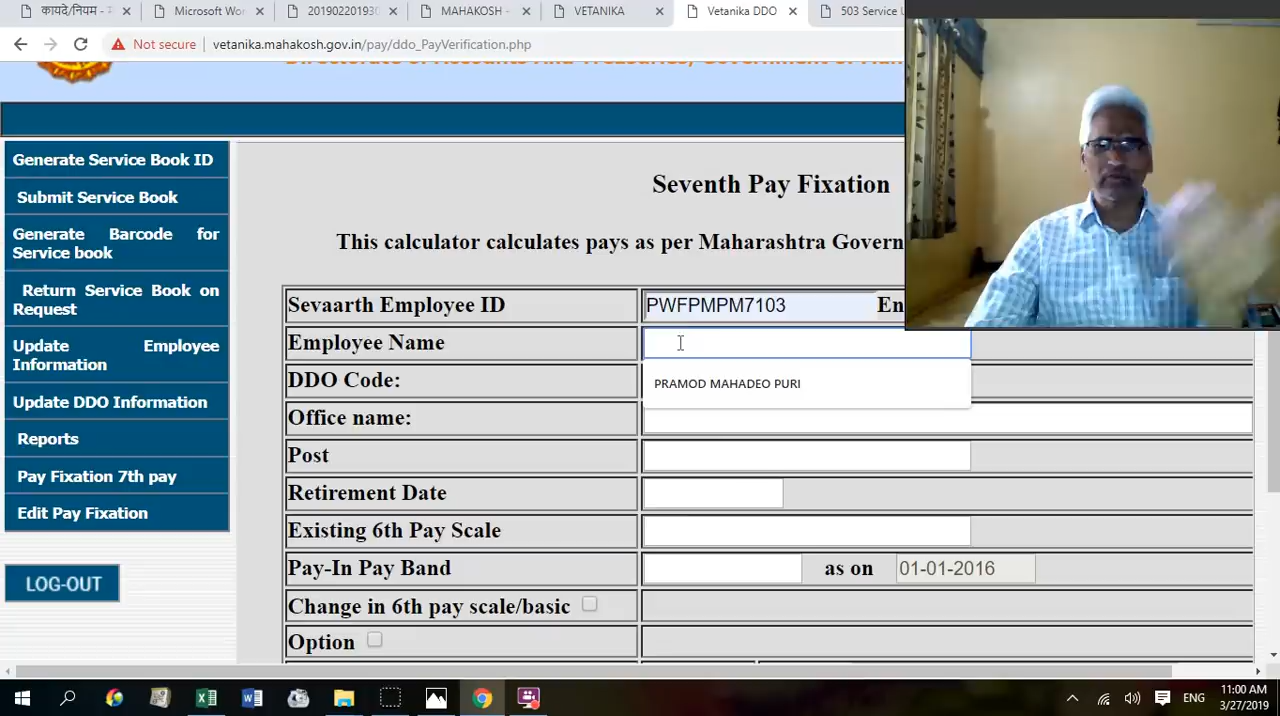 कायदे/नियम -
Microsoft Wor
201902201930
MAHAKOSH -
VETANIKA
Vetanika DDO
503 Service U
Not secure
vetanika.mahakosh.gov.in/pay/ddo_PayVerification.php
Directorate of Accounts And Treasuries, Government of
Generate Service Book ID
Submit Service Book
Generate Barcode for
Service book
Return Service Book on
Request
Update Employee
Information
Update DDO Information
Reports
Pay Fixation 7th pay
Edit Pay Fixation
LOG-OUT
Seventh Pay Fixation
This calculator calculates pays as per Maharashtra Govern
Sevaarth Employee ID PWFPMPM7103 En
Employee Name
PRAMOD MAHADEO PURI
DDO Code:
Office name:
Post
Retirement Date
Existing 6th Pay Scale
Pay-In Pay Band as on 01-01-2016
Change in 6th pay scale/basic
Option
ENG
11:00 AM
3/27/2019